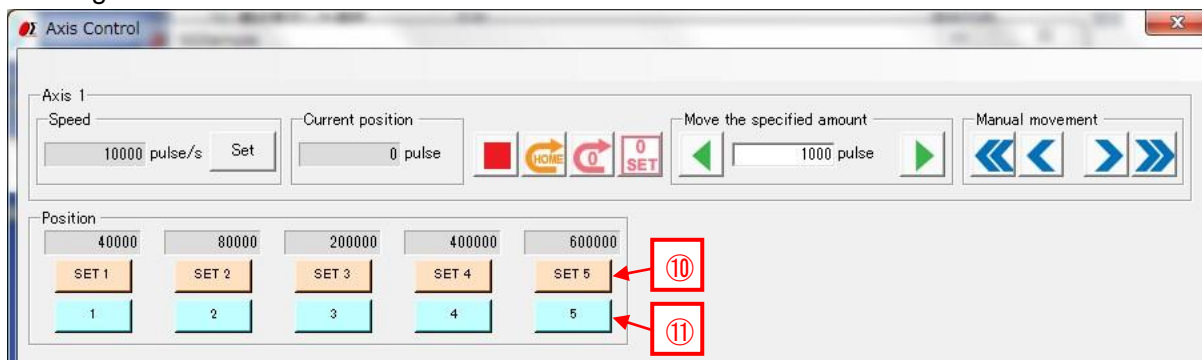 Axis Control
Axis 1
Speed
10000 pulse/s Set
Current position
0 pulse
HOME
0
0 SET
Move the specified amount
1000 pulse
Manual movement
Position
40000 80000 200000 400000 600000
SET 1 SET 2 SET 3 SET 4 SET 5
⑩
1 2 3 4 5
⑪